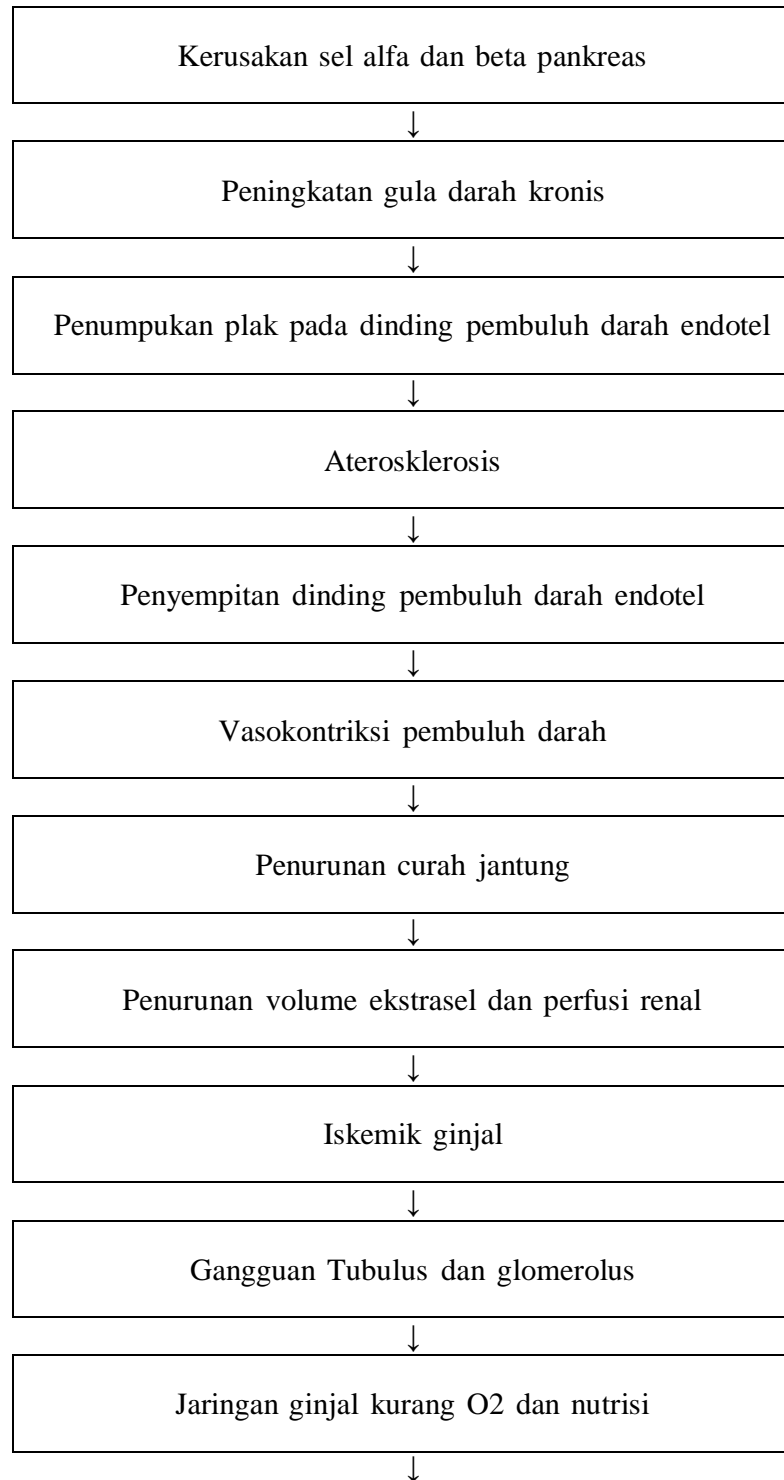 Kerusakan sel alfa dan beta pankreas
↓
Peningkatan gula darah kronis
↓
Penumpukan plak pada dinding pembuluh darah endotel
↓
Aterosklerosis
↓
Penyempitan dinding pembuluh darah endotel
↓
Vasokontriksi pembuluh darah
↓
Penurunan curah jantung
↓
Penurunan volume ekstrasel dan perfusi renal
↓
Iskemik ginjal
↓
Gangguan Tubulus dan glomerolus
↓
Jaringan ginjal kurang O2 dan nutrisi
↓